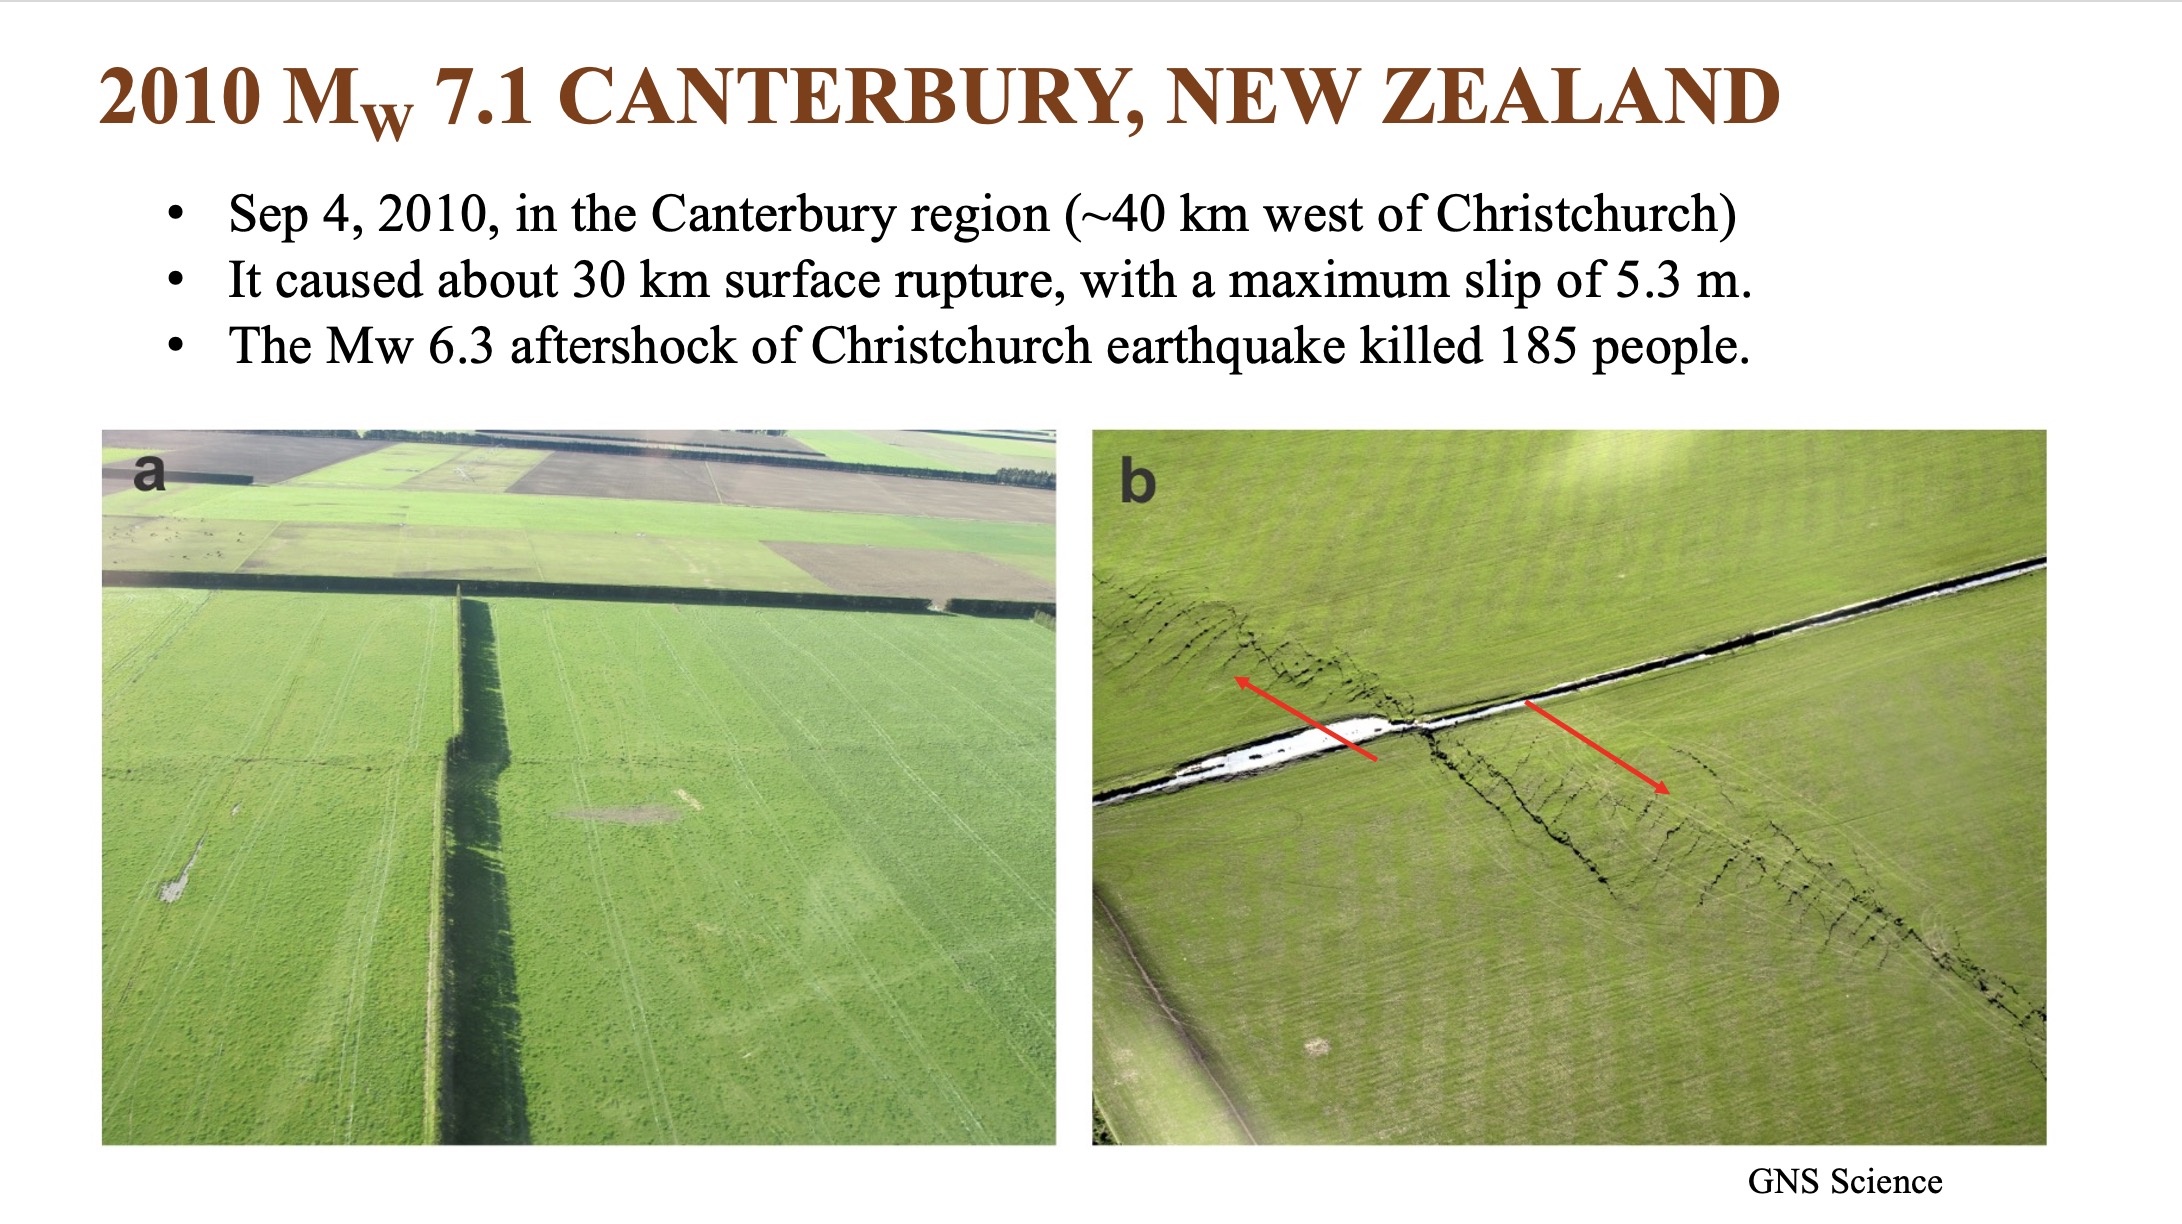 2010 Mw 7.1 CANTERBURY, NEW ZEALAND
• Sep 4, 2010, in the Canterbury region (~40 km west of Christchurch)
• It caused about 30 km surface rupture, with a maximum slip of 5.3 m.
• The Mw 6.3 aftershock of Christchurch earthquake killed 185 people.
a
b
GNS Science